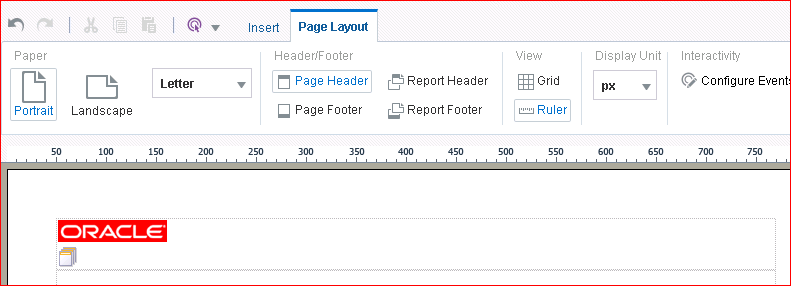 Insert Page Layout
Paper Header/Footer View Display Unit Interactivity
Portrait Landscape Letter Page Header Report Header Grid px Configure Events
Page Footer Report Footer Ruler
50 100 150 200 250 300 350 400 450 500 550 600 650 700 750
ORACLE